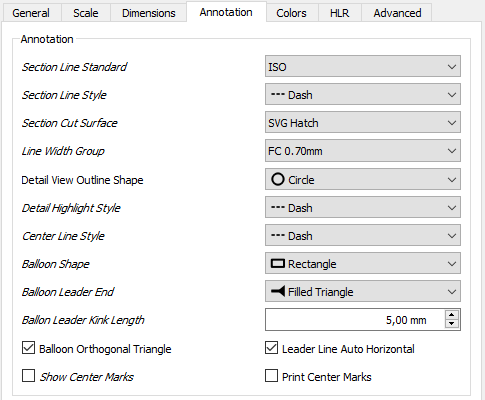 General Scale Dimensions Annotation Colors HLR Advanced
Annotation
Section Line Standard ISO
Section Line Style Dash
Section Cut Surface SVG Hatch
Line Width Group FC 0.70mm
Detail View Outline Shape Circle
Detail Highlight Style Dash
Center Line Style Dash
Balloon Shape Rectangle
Balloon Leader End Filled Triangle
Ballon Leader Kink Length 5,00 mm
Balloon Orthogonal Triangle Leader Line Auto Horizontal
Show Center Marks Print Center Marks